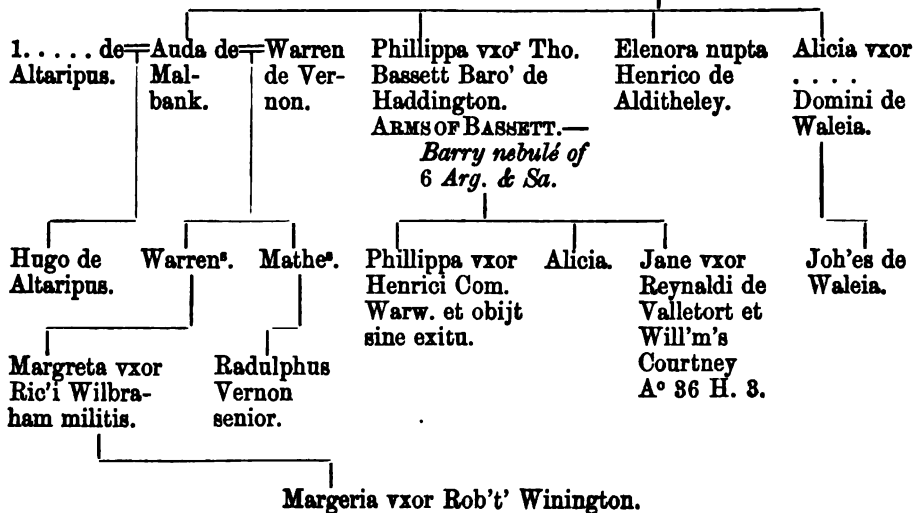 1. . . . . de Altaripus.
Auda de Mal-
bank.
Warren
de Ver-
non.
Phillippa vxoʳ Tho.
Bassett Baro' de
Haddington.
ARMS OF BASSETT.—
Barry nebulé of
6 Arg. & Sa.
Elenora nupta
Henrico de
Alditheley.
Alicia vxor
. . . .
Domini de
Waleia.
Hugo de
Altaripus.
Warrenˢ.
Matheˢ.
Phillippa vxor
Henrici Com.
Warw. et obijt
sine exitu.
Alicia.
Jane vxor
Reynaldi de
Valletort et
Will'm's
Courtney
Aº 36 H. 3.
Joh'es de
Waleia.
Margreta vxor
Ric'i Wilbra-
ham militis.
Radulphus
Vernon
senior.
Margeria vxor Rob't' Winington.